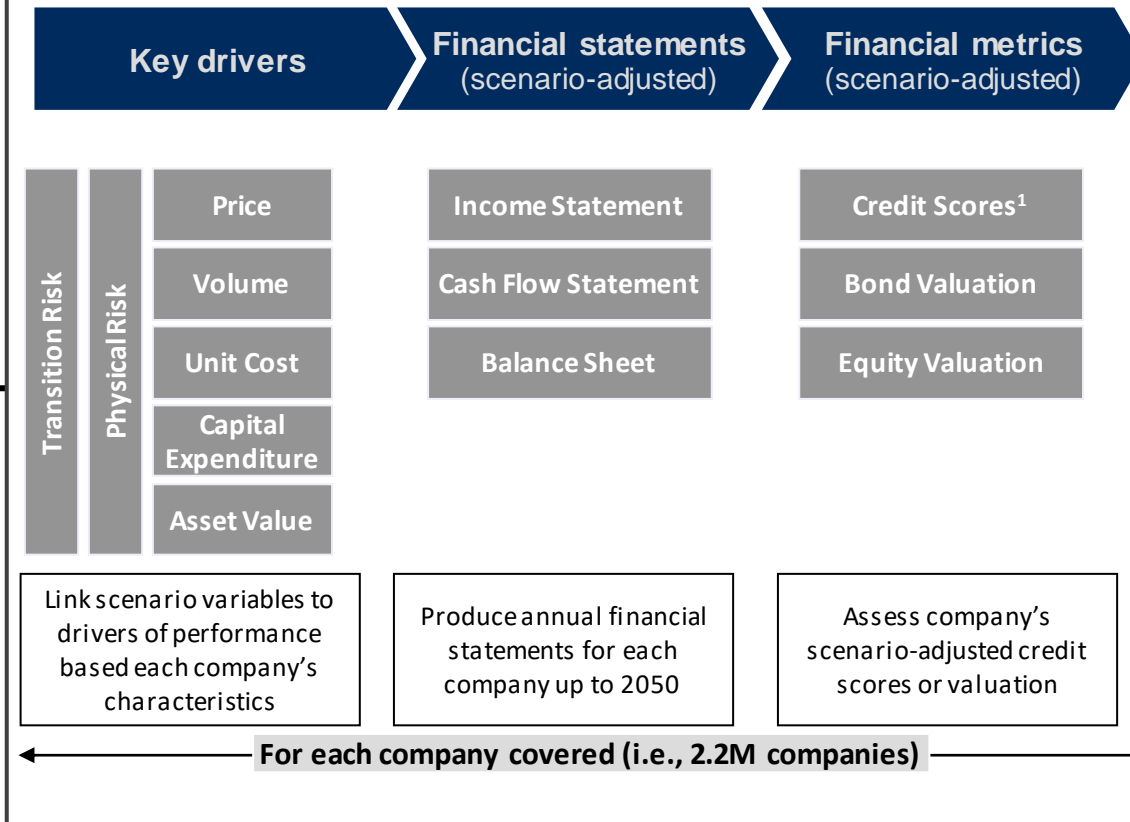 Key drivers
Financial statements
(scenario-adjusted)
Financial metrics
(scenario-adjusted)
Transition Risk
Physical Risk
Price
Volume
Unit Cost
Capital
Expenditure
Asset Value
Income Statement
Cash Flow Statement
Balance Sheet
Credit Scores¹
Bond Valuation
Equity Valuation
Link scenario variables to
drivers of performance
based each company’s
characteristics
Produce annual financial
statements for each
company up to 2050
Assess company’s
scenario-adjusted credit
scores or valuation
For each company covered (i.e., 2.2M companies)